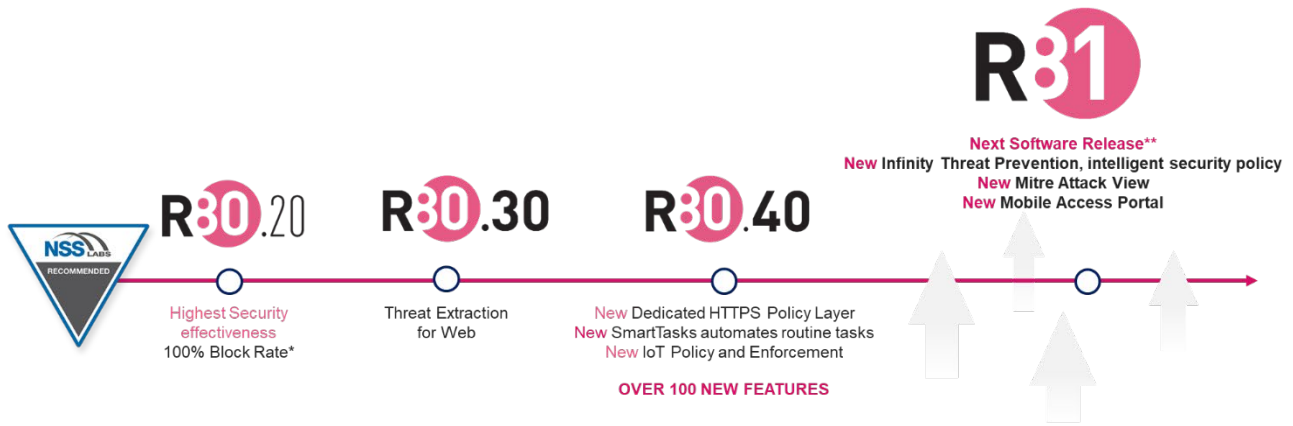 R81
Next Software Release**
New Infinity Threat Prevention, intelligent security policy
New Mitre Attack View
New Mobile Access Portal
NSS LABS
RECOMMENDED
R80.20
Highest Security
effectiveness
100% Block Rate*
R80.30
Threat Extraction
for Web
R80.40
New Dedicated HTTPS Policy Layer
New SmartTasks automates routine tasks
New IoT Policy and Enforcement
OVER 100 NEW FEATURES